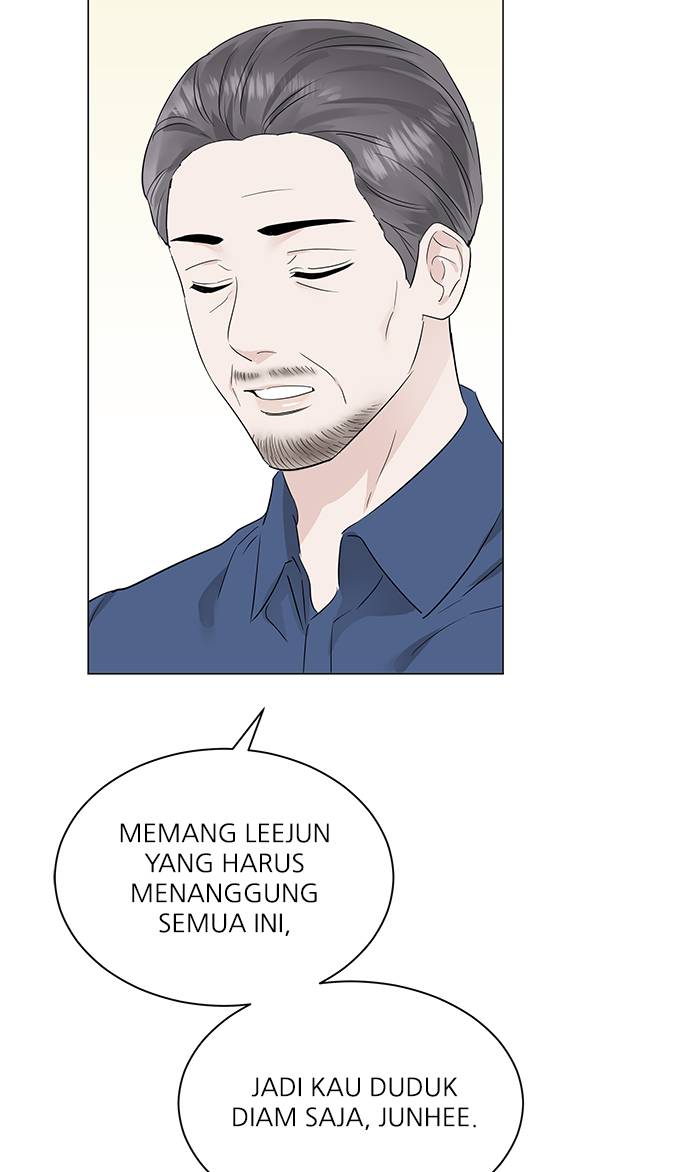 MEMANG LEEJUN
YANG HARUS
MENANGGUNG
SEMUA INI,
JADI KAU DUDUK
DIAM SAJA, JUNHEE.